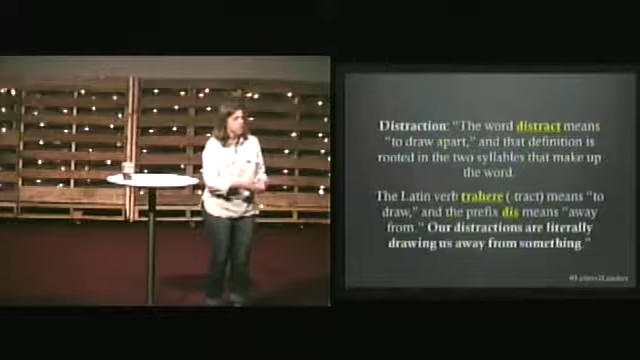 Distraction: "The word distract means
"to draw apart," and that definition is
rooted in the two syllables that make up
the word.
The Latin verb trahere (-tract) means "to
draw," and the prefix dis means "away
from." Our distractions are literally
drawing us away from something."